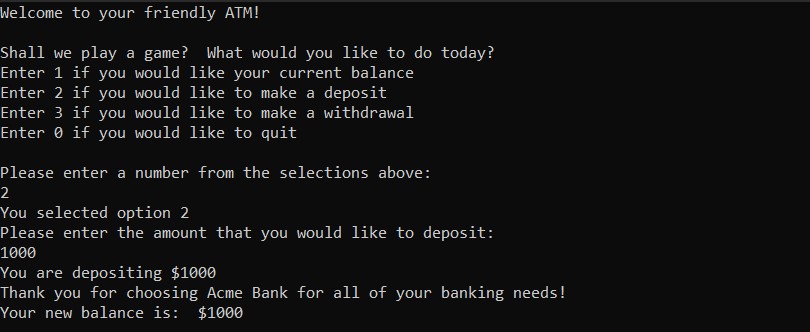 Welcome to your friendly ATM!
Shall we play a game?  What would you like to do today?
Enter 1 if you would like your current balance
Enter 2 if you would like to make a deposit
Enter 3 if you would like to make a withdrawal
Enter 0 if you would like to quit
Please enter a number from the selections above:
2
You selected option 2
Please enter the amount that you would like to deposit:
1000
You are depositing $1000
Thank you for choosing Acme Bank for all of your banking needs!
Your new balance is:  $1000